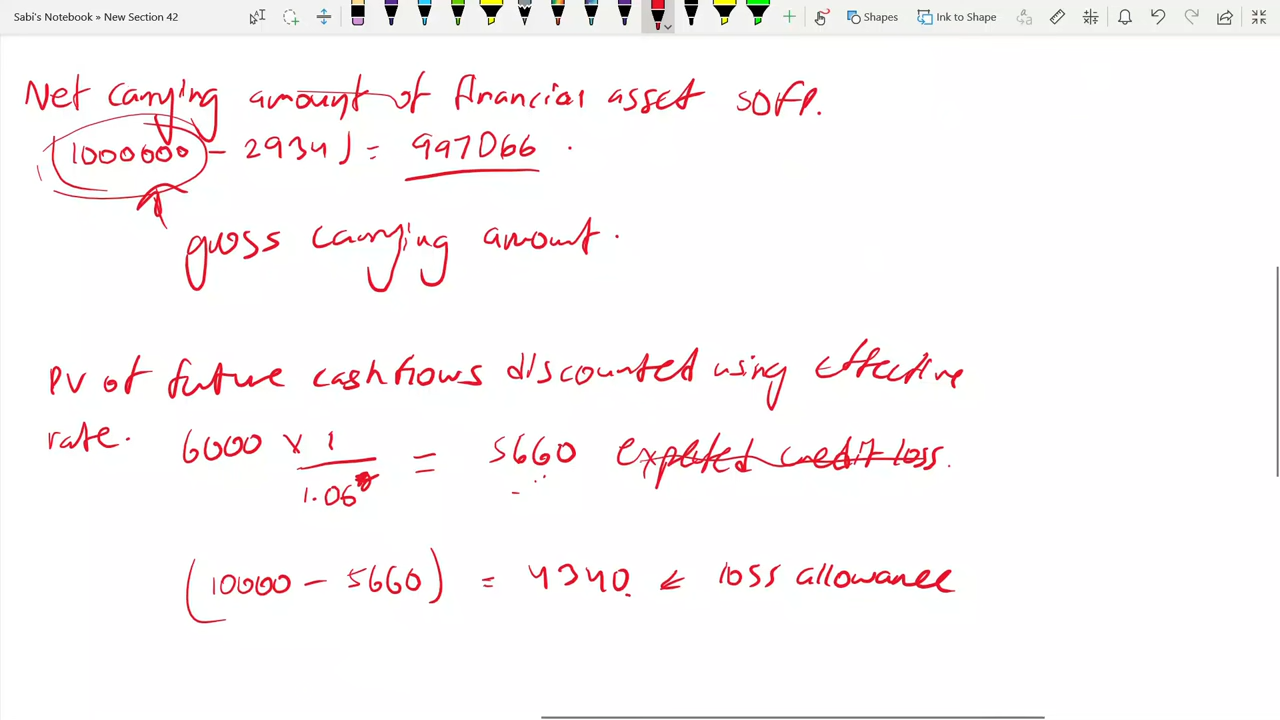 Sabi's Notebook » New Section 42
Shapes
Ink to Shape
Net carrying amount of financial asset SOFP.
1000000 - 2934) = 997066.
gross carrying amount.
PV of future cashflows discounted using effective
rate. 6000 x 1 / 1.06 = 5660 expected credit loss.
(10000 - 5660) = 4340 < loss allowance